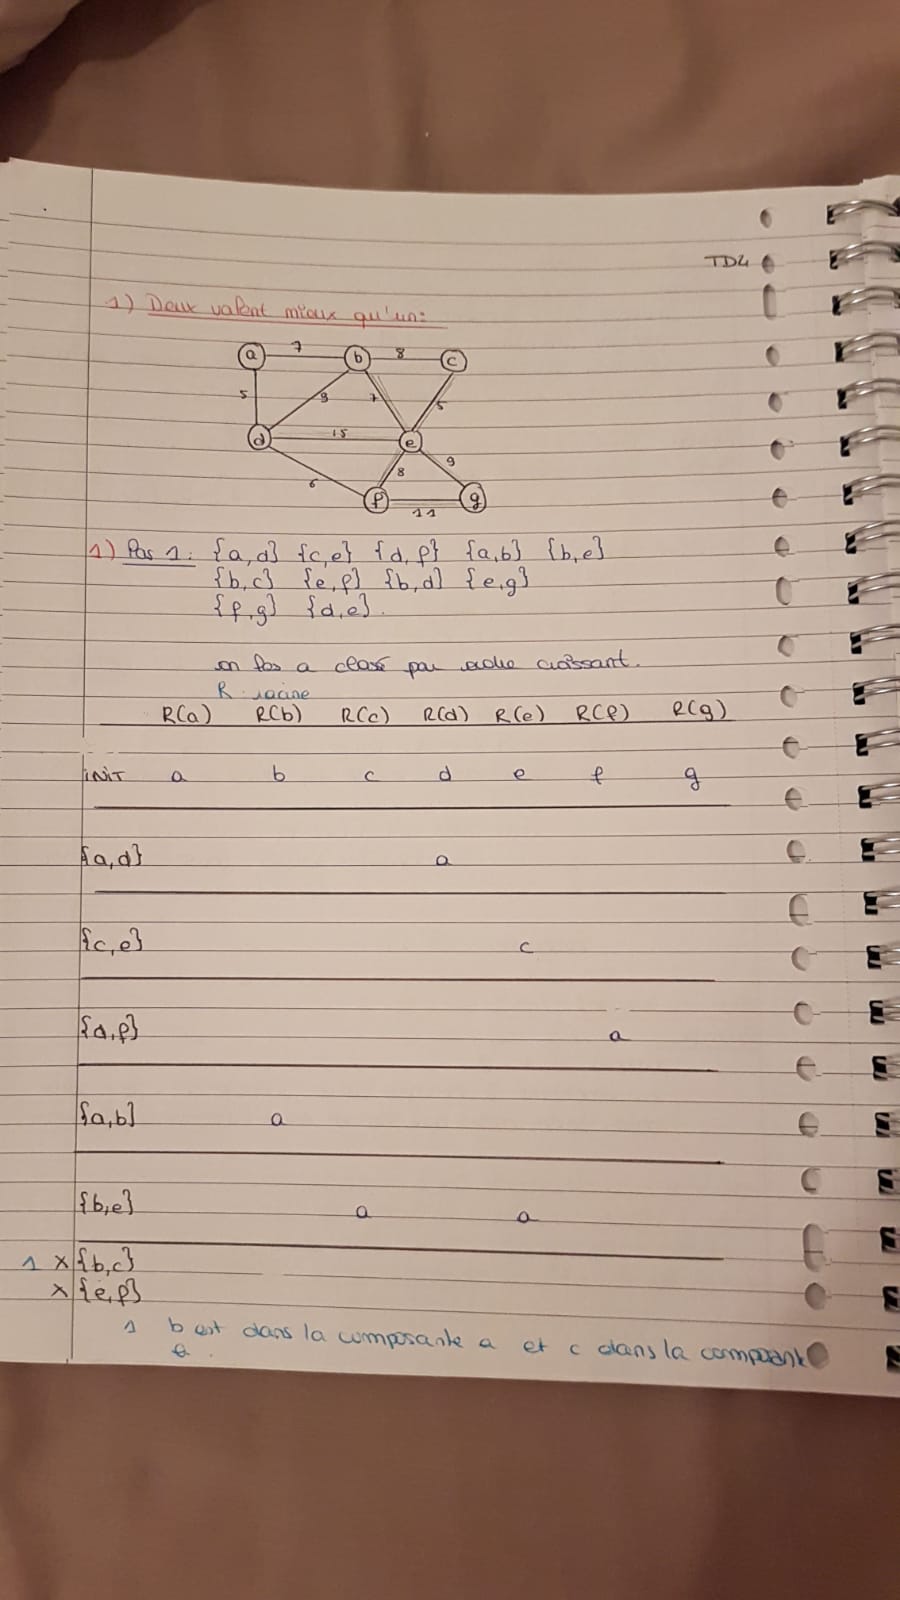 TD4
1) Deux valent mieux qu'un:
a 7 b 8 c
5 9 7 5
d 15 e
6 8 9
f 11 g
1) Pas 1: {a,d} {c,e} {d,f} {a,b} {b,e}
{b,c} {e,f} {b,d} {e,g}
{f,g} {d,e}.
on les a classé par ordre croissant.
R racine
R(a) R(b) R(c) R(d) R(e) R(f) R(g)
INIT a b c d e f g
{a,d} a
{c,e} c
{d,f} a
{a,b} a
{b,e} a a
1 x {b,c}
x {e,f}
1 b est dans la composante a et c dans la composante